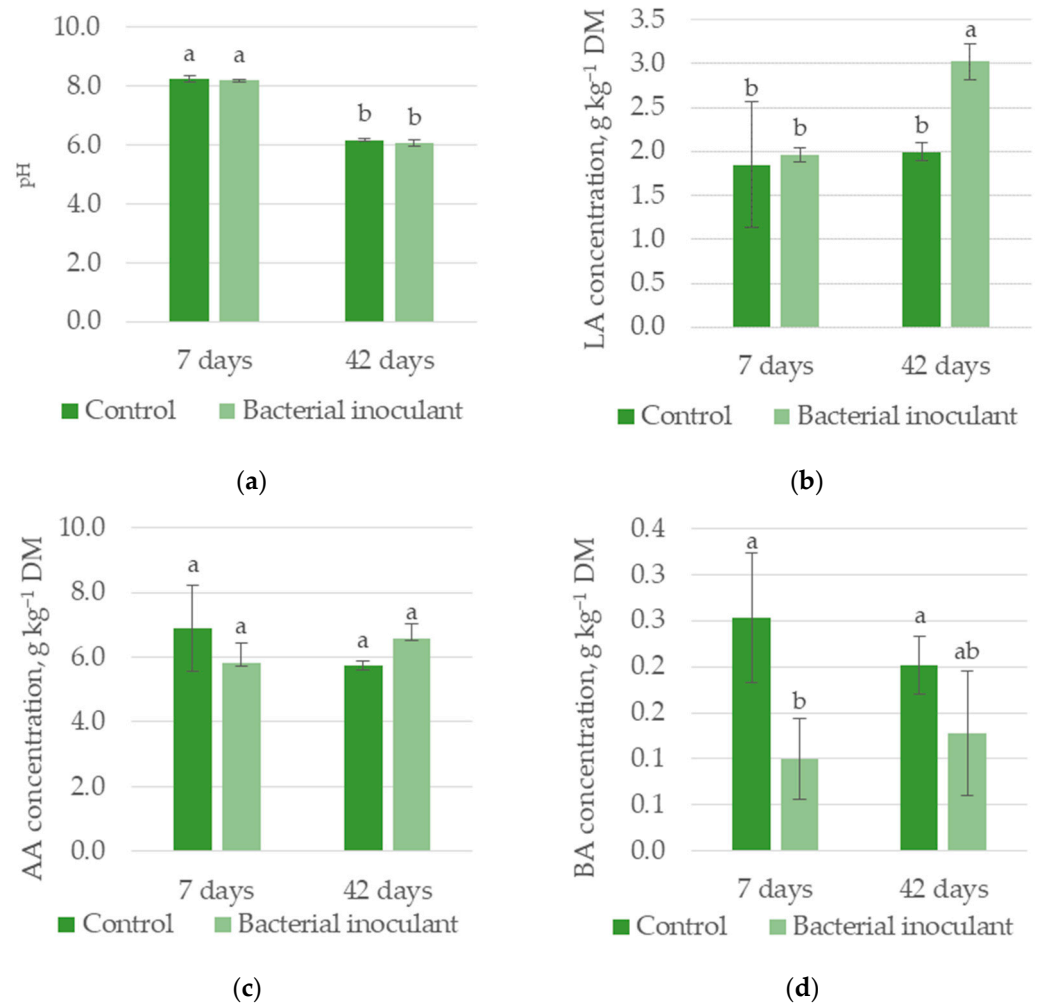 pH
10.0
8.0
6.0
4.0
2.0
0.0
a
a
b
b
7 days
42 days
Control
Bacterial inoculant
(a)
LA concentration, g kg⁻¹ DM
3.5
3.0
2.5
2.0
1.5
1.0
0.5
0.0
b
b
b
a
7 days
42 days
Control
Bacterial inoculant
(b)
AA concentration, g kg⁻¹ DM
10.0
8.0
6.0
4.0
2.0
0.0
a
a
a
a
7 days
42 days
Control
Bacterial inoculant
(c)
BA concentration, g kg⁻¹ DM
0.4
0.3
0.3
0.2
0.2
0.1
0.1
0.0
a
b
a
ab
7 days
42 days
Control
Bacterial inoculant
(d)